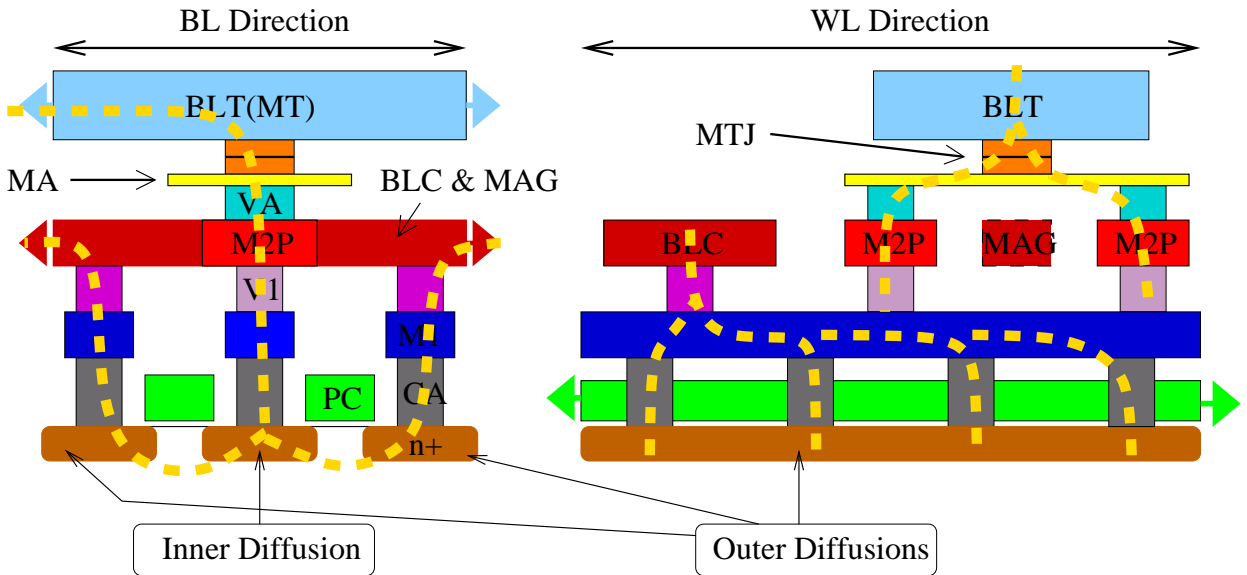 BL Direction
WL Direction
BLT(MT)
BLT
MTJ
MA
BLC & MAG
VA
M2P
BLC
M2P
MAG
M2P
V1
M1
PC
CA
n+
Inner Diffusion
Outer Diffusions